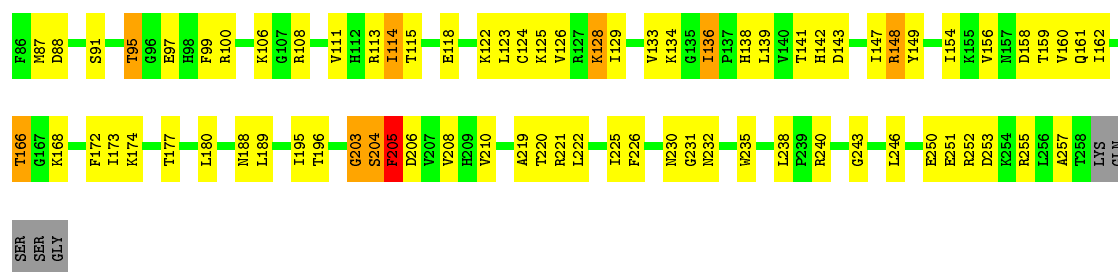 F86 M87 D88 S91 T95 G96 E97 H98 F99 R100 K106 G107 R108 V111 H112 R113 I114 T115 E118 K122 L123 C124 K125 V126 R127 K128 I129 V133 K134 G135 I136 P137 H138 L139 V140 T141 H142 D143 I147 R148 Y149 I154 K155 V156 N157 D158 T159 V160 Q161 I162
T166 G167 K168 F172 I173 K174 T177 L180 N188 L189 I195 T196 G203 S204 F205 D206 V207 V208 H209 V210 A219 T220 R221 L222 I225 F226 N230 G231 N232 W235 L238 P239 R240 G243 L246 E250 E251 R252 D253 K254 R255 L256 A257 T258 LYS GLN
SER SER GLY